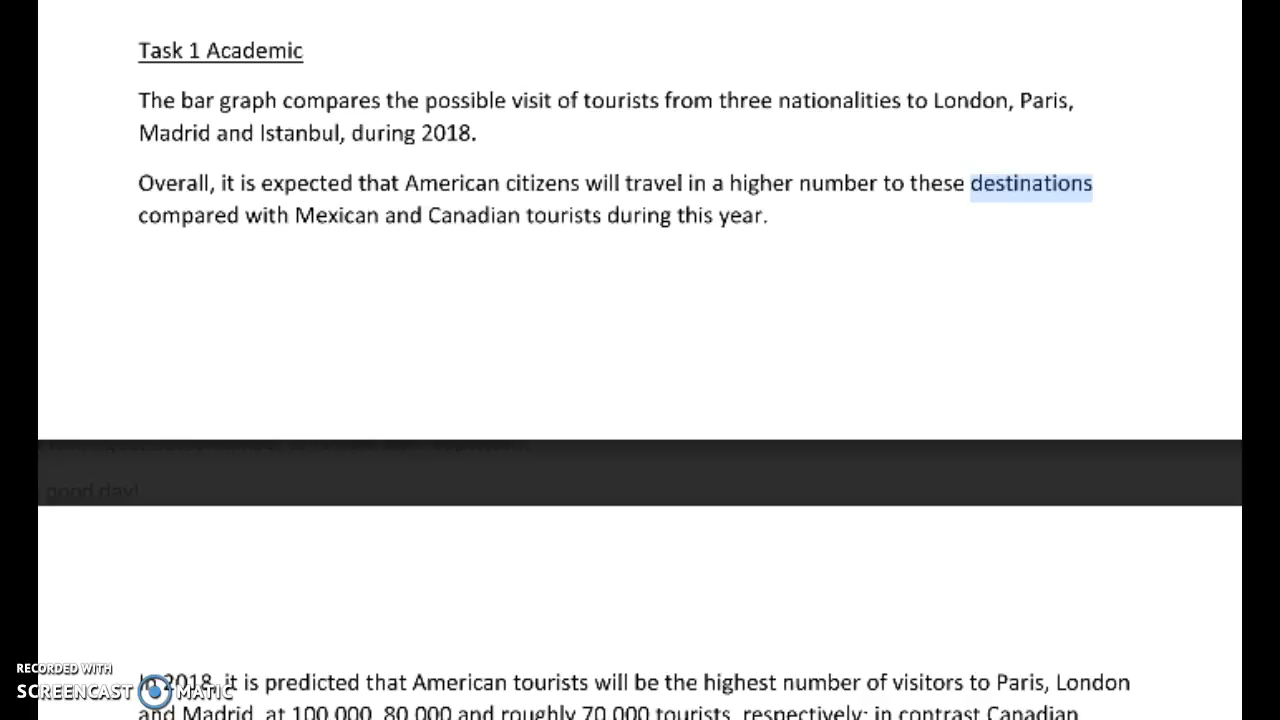 Task 1 Academic
The bar graph compares the possible visit of tourists from three nationalities to London, Paris,
Madrid and Istanbul, during 2018.
Overall, it is expected that American citizens will travel in a higher number to these destinations
compared with Mexican and Canadian tourists during this year.
good day!
RECORDED WITH
SCREENCAST MATIC
In 2018, it is predicted that American tourists will be the highest number of visitors to Paris, London
and Madrid, at 100 000, 80 000 and roughly 70 000 tourists, respectively; in contrast Canadian